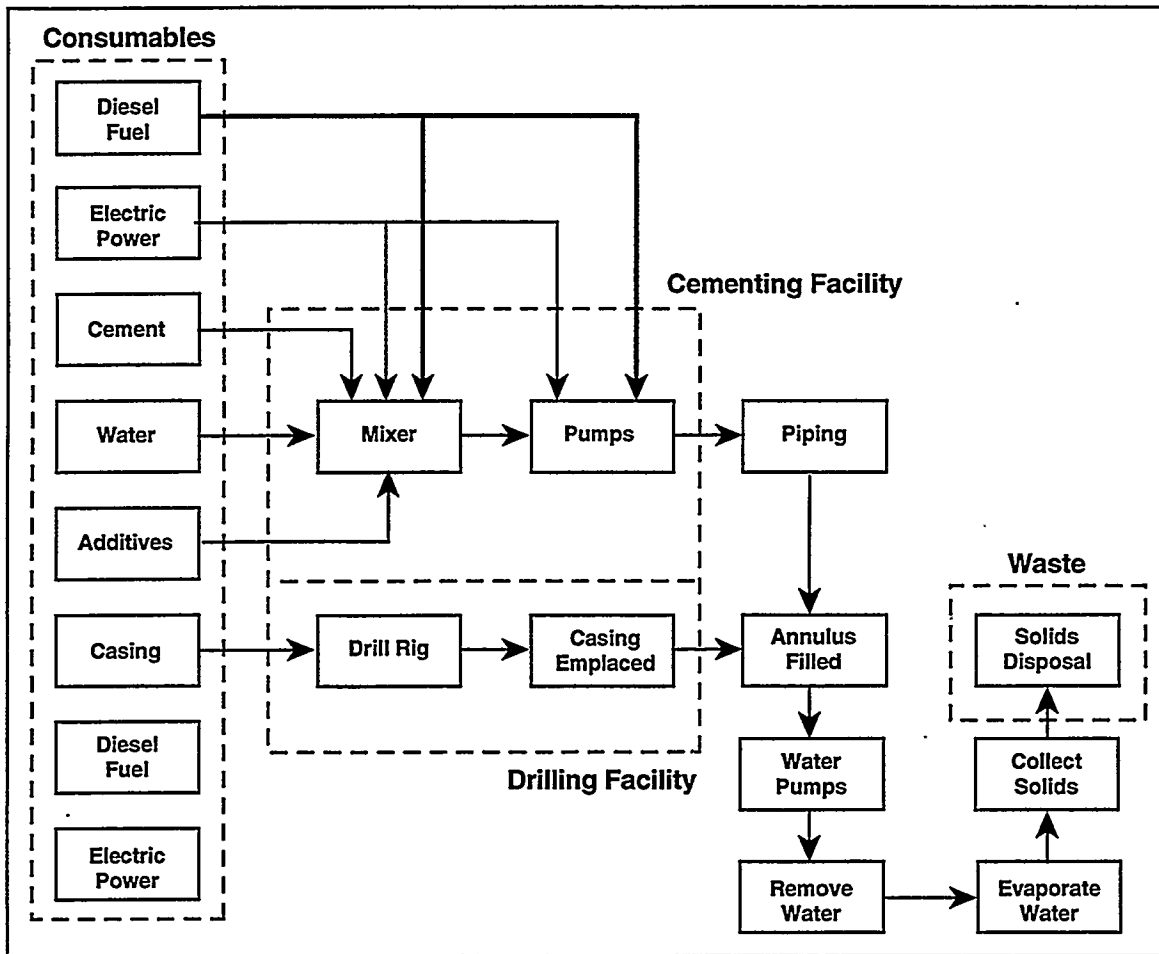 Consumables
Diesel
Fuel
Electric
Power
Cementing Facility
Cement
Water
Mixer
Pumps
Piping
Additives
Waste
Casing
Drill Rig
Casing
Emplaced
Annulus
Filled
Solids
Disposal
Diesel
Fuel
Drilling Facility
Water
Pumps
Collect
Solids
Electric
Power
Remove
Water
Evaporate
Water